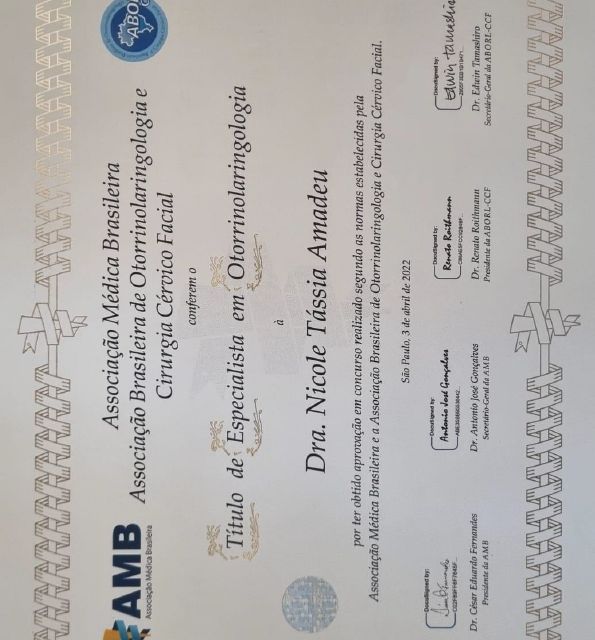 AMB
Associação Médica Brasileira
Associação Médica Brasileira
Associação Brasileira de Otorrinolaringologia e
Cirurgia Cérvico Facial
conferem o
Título de Especialista em Otorrinolaringologia
à
Dra. Nicole Tássia Amadeu
por ter obtido aprovação em concurso realizado segundo as normas estabelecidas pela
Associação Médica Brasileira e a Associação Brasileira de Otorrinolaringologia e Cirurgia Cérvico Facial.
São Paulo, 3 de abril de 2022
DocuSigned by:
Dr. César Eduardo Fernandes
Presidente da AMB
DocuSigned by:
Antonio José Gonçalves
Dr. Antonio José Gonçalves
Secretário-Geral da AMB
DocuSigned by:
Renato Roithmann
Dr. Renato Roithmann
Presidente da ABORL-CCF
DocuSigned by:
Edwin Tamashiro
Dr. Edwin Tamashiro
Secretário-Geral da ABORL-CCF